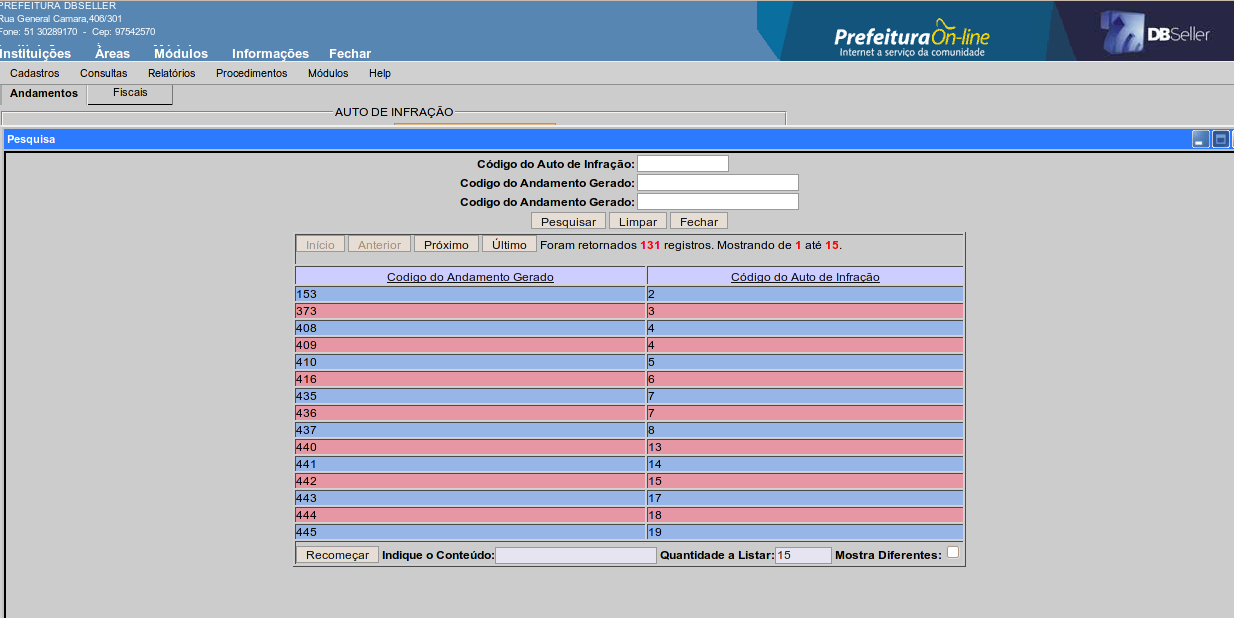 PREFEITURA DBSELLER
Rua General Camara,406/301
Fone: 51 30289170 - Cep: 97542570
Instituições Àreas Módulos Informações Fechar
Prefeitura On-line
Internet a serviço da comunidade
DBSeller
Cadastros Consultas Relatórios Procedimentos Módulos Help
Andamentos Fiscais
AUTO DE INFRAÇÃO
Pesquisa
Código do Auto de Infração:
Codigo do Andamento Gerado:
Codigo do Andamento Gerado:
Pesquisar Limpar Fechar
Início Anterior Próximo Último Foram retornados 131 registros. Mostrando de 1 até 15.
Codigo do Andamento Gerado Código do Auto de Infração
153 2
373 3
408 4
409 4
410 5
416 6
435 7
436 7
437 8
440 13
441 14
442 15
443 17
444 18
445 19
Recomeçar Indique o Conteúdo: Quantidade a Listar: 15 Mostra Diferentes: